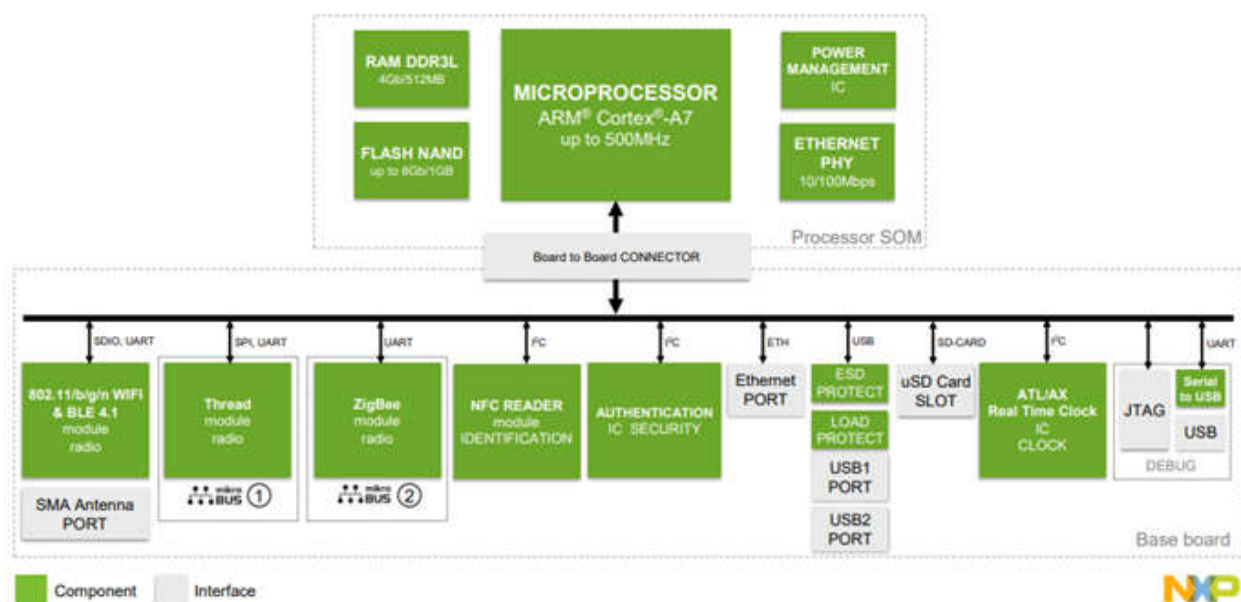 RAM DDR3L
4Gb/512MB
FLASH NAND
up to 8Gb/1GB
MICROPROCESSOR
ARM® Cortex®-A7
up to 500MHz
POWER
MANAGEMENT
IC
ETHERNET
PHY
10/100Mbps
Processor SOM
Board to Board CONNECTOR
SDIO, UART
SPI, UART
UART
I²C
I²C
ETH
USB
SD-CARD
I²C
UART
802.11/b/g/n WIFI
& BLE 4.1
module
radio
SMA Antenna
PORT
Thread
module
radio
mikro
BUS 1
ZigBee
module
radio
mikro
BUS 2
NFC READER
module
IDENTIFICATION
AUTHENTICATION
IC SECURITY
Ethernet
PORT
ESD
PROTECT
LOAD
PROTECT
USB1
PORT
USB2
PORT
uSD Card
SLOT
ATL/AX
Real Time Clock
IC
CLOCK
JTAG
Serial
to USB
USB
DEBUG
Base board
Component
Interface
NXP